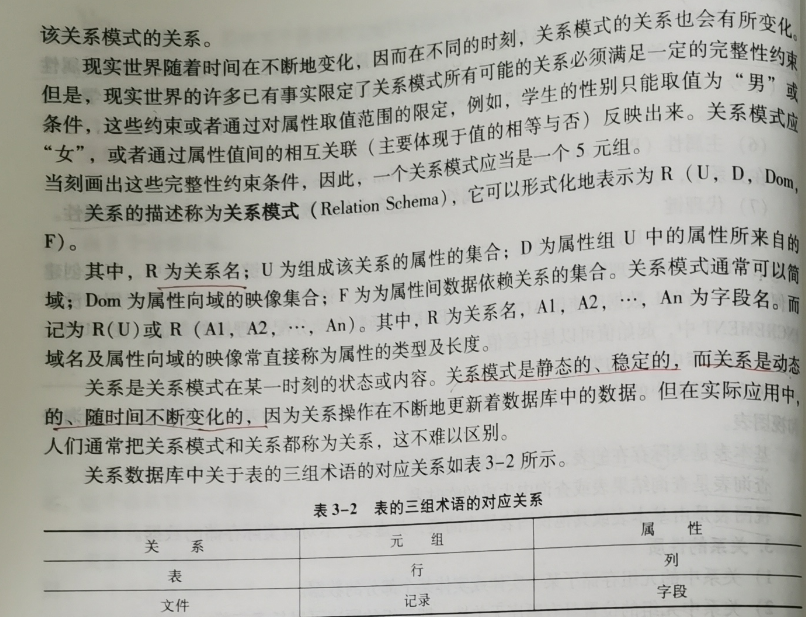 该关系模式的关系。
现实世界随着时间在不断地变化，因而在不同的时刻，关系模式的关系也会有所变化。
但是，现实世界的许多已有事实限定了关系模式所有可能的关系必须满足一定的完整性约束
条件，这些约束或者通过对属性取值范围的限定，例如，学生的性别只能取值为“男”或
“女”，或者通过属性值间的相互关联（主要体现于值的相等与否）反映出来。关系模式应
当刻画出这些完整性约束条件，因此，一个关系模式应当是一个 5 元组。
关系的描述称为关系模式（Relation Schema），它可以形式化地表示为 R（U，D，Dom，
F）。
其中，R 为关系名；U 为组成该关系的属性的集合；D 为属性组 U 中的属性所来自的
域；Dom 为属性向域的映像集合；F 为为属性间数据依赖关系的集合。关系模式通常可以简
记为 R(U)或 R（A1，A2，…，An）。其中，R 为关系名，A1，A2，…，An 为字段名。而
域名及属性向域的映像常直接称为属性的类型及长度。
关系是关系模式在某一时刻的状态或内容。关系模式是静态的、稳定的，而关系是动态
的、随时间不断变化的，因为关系操作在不断地更新着数据库中的数据。但在实际应用中，
人们通常把关系模式和关系都称为关系，这不难以区别。
关系数据库中关于表的三组术语的对应关系如表 3-2 所示。
表 3-2 表的三组术语的对应关系
关 系 元 组 属 性
表 行 列
文件 记录 字段